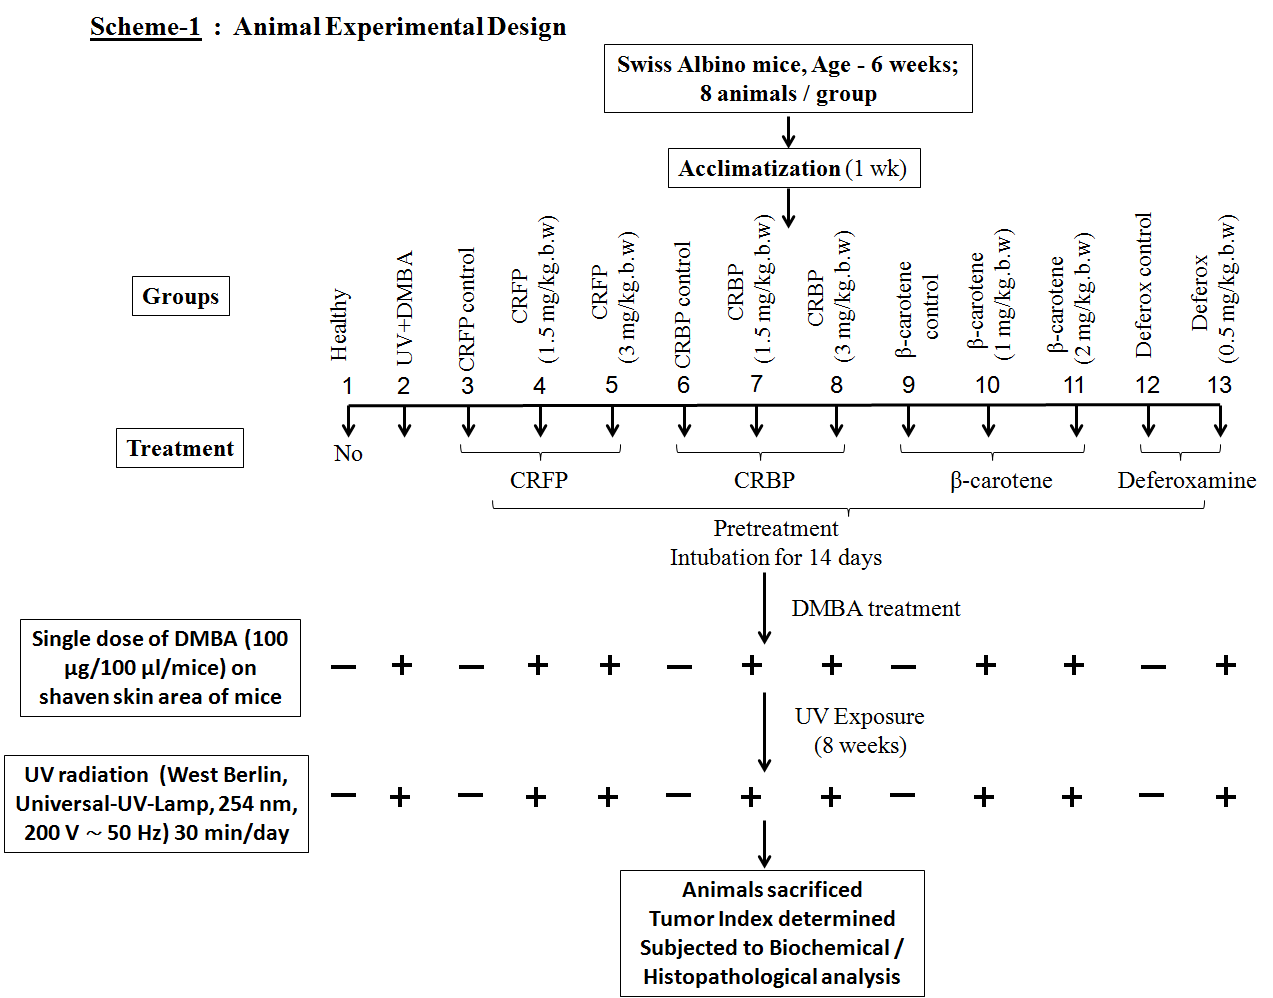 Scheme-1 : Animal Experimental Design
Swiss Albino mice, Age - 6 weeks;
8 animals / group
Acclimatization (1 wk)
Groups
Healthy
UV+DMBA
CRFP control
CRFP
(1.5 mg/kg.b.w)
CRFP
(3 mg/kg.b.w)
CRBP control
CRBP
(1.5 mg/kg.b.w)
CRBP
(3 mg/kg.b.w)
β-carotene
control
β-carotene
(1 mg/kg.b.w)
β-carotene
(2 mg/kg.b.w)
Deferox control
Deferox
(0.5 mg/kg.b.w)
1 2 3 4 5 6 7 8 9 10 11 12 13
Treatment
No
CRFP CRBP β-carotene Deferoxamine
Pretreatment
Intubation for 14 days
DMBA treatment
Single dose of DMBA (100
µg/100 µl/mice) on
shaven skin area of mice
– + – + + – + + – + + – +
UV Exposure
(8 weeks)
UV radiation (West Berlin,
Universal-UV-Lamp, 254 nm,
200 V ~ 50 Hz) 30 min/day
– + – + + – + + – + + – +
Animals sacrificed
Tumor Index determined
Subjected to Biochemical /
Histopathological analysis